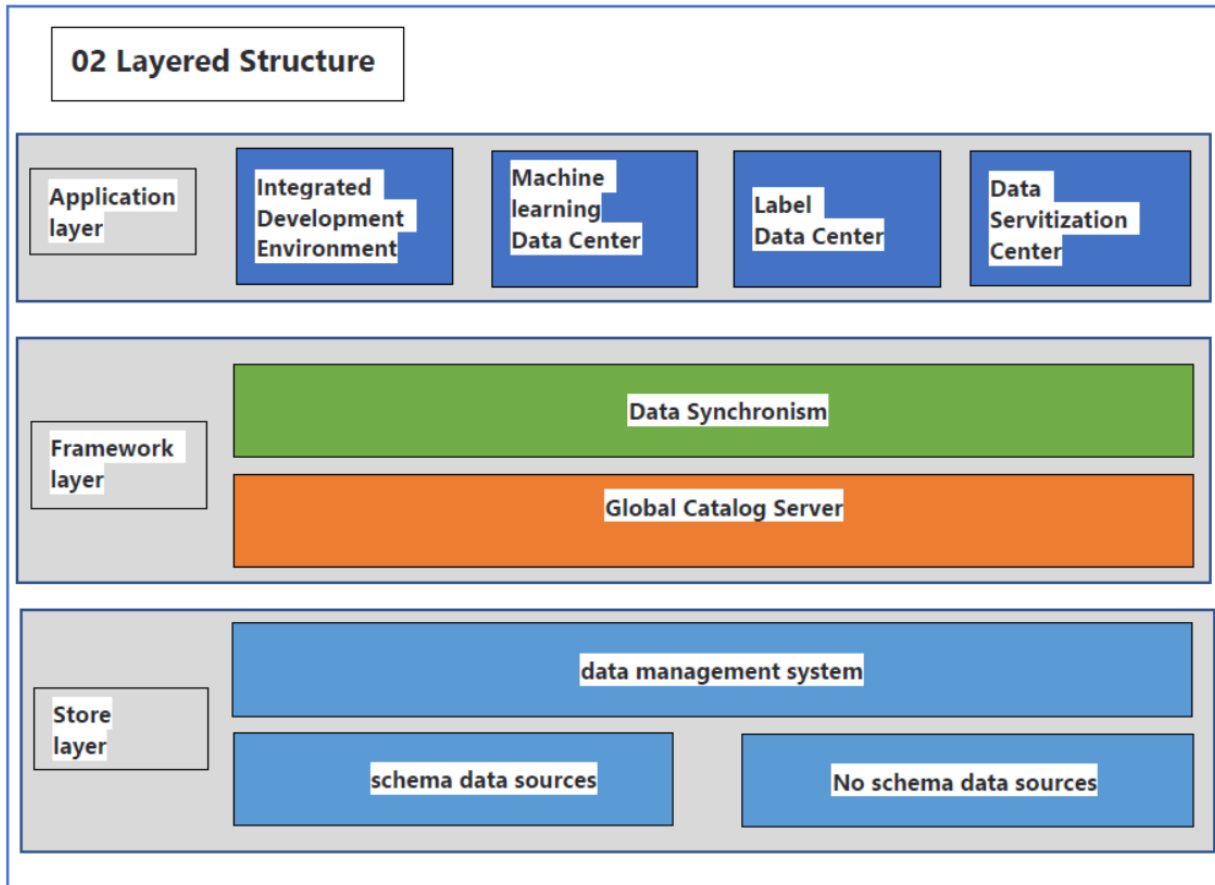 02 Layered Structure
Application
layer
Integrated
Development
Environment
Machine
learning
Data Center
Label
Data Center
Data
Servitization
Center
Framework
layer
Data Synchronism
Global Catalog Server
Store
layer
data management system
schema data sources
No schema data sources